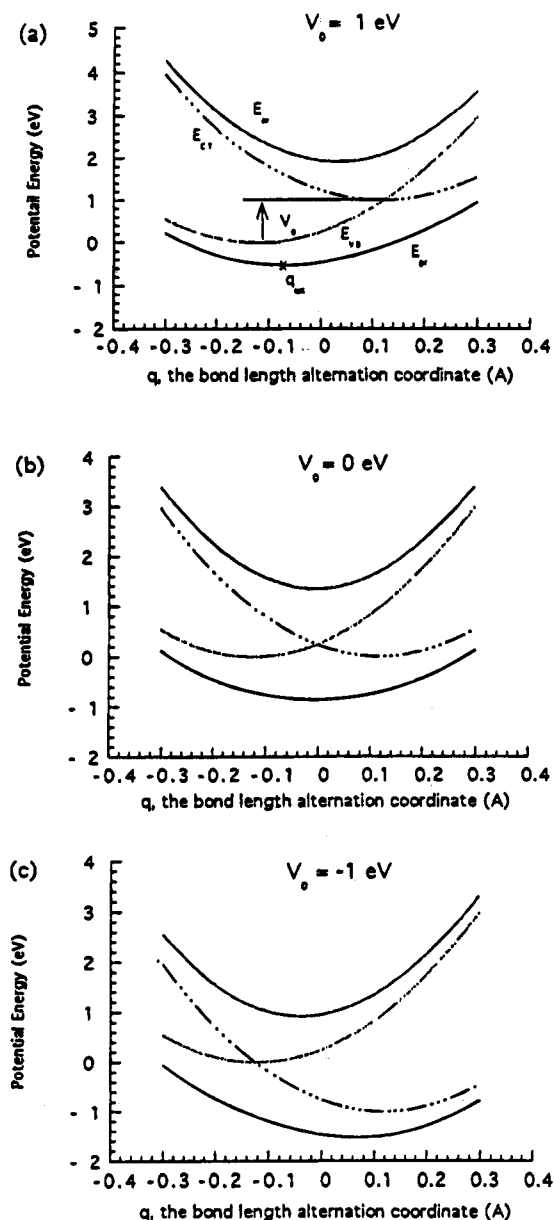 (a)
V₀ = 1 eV
5
4
3
2
1
0
- 1
- 2
Potentail Energy (eV)
E_CT
V₀
E_VB
E_gr
-0.4 -0.3 -0.2 -0.1 0 0.1 0.2 0.3 0.4
q, the bond length alternation coordinate (A)
(b)
V₀ = 0 eV
4
3
2
1
0
- 1
- 2
Potential Energy (eV)
-0.4 -0.3 -0.2 -0.1 0 0.1 0.2 0.3 0.4
q, the bond length alternation coordinate (A)
(c)
V₀ = -1 eV
4
3
2
1
0
- 1
- 2
Potential Energy (eV)
-0.4 -0.3 -0.2 -0.1 0 0.1 0.2 0.3 0.4
q, the bond length alternation coordinate (A)